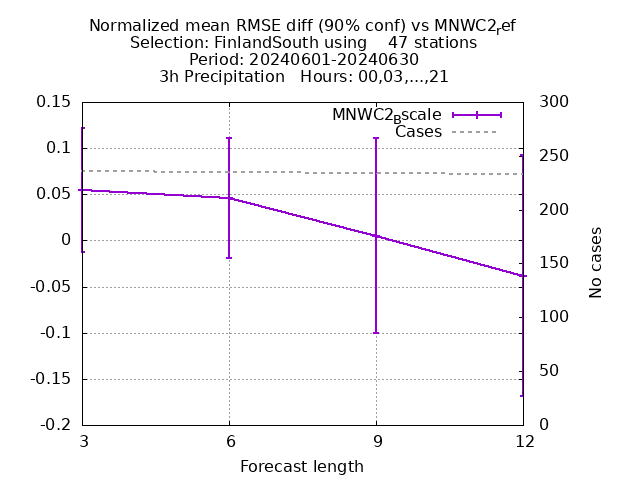 Normalized mean RMSE diff (90% conf) vs MNWC2ref
Selection: FinlandSouth using 47 stations
Period: 20240601-20240630
3h Precipitation Hours: 00,03,...,21
MNWC2Bscale
Cases
0.15
0.1
0.05
0
-0.05
-0.1
-0.15
-0.2
300
250
200
150
100
50
0
No cases
3
6
9
12
Forecast length